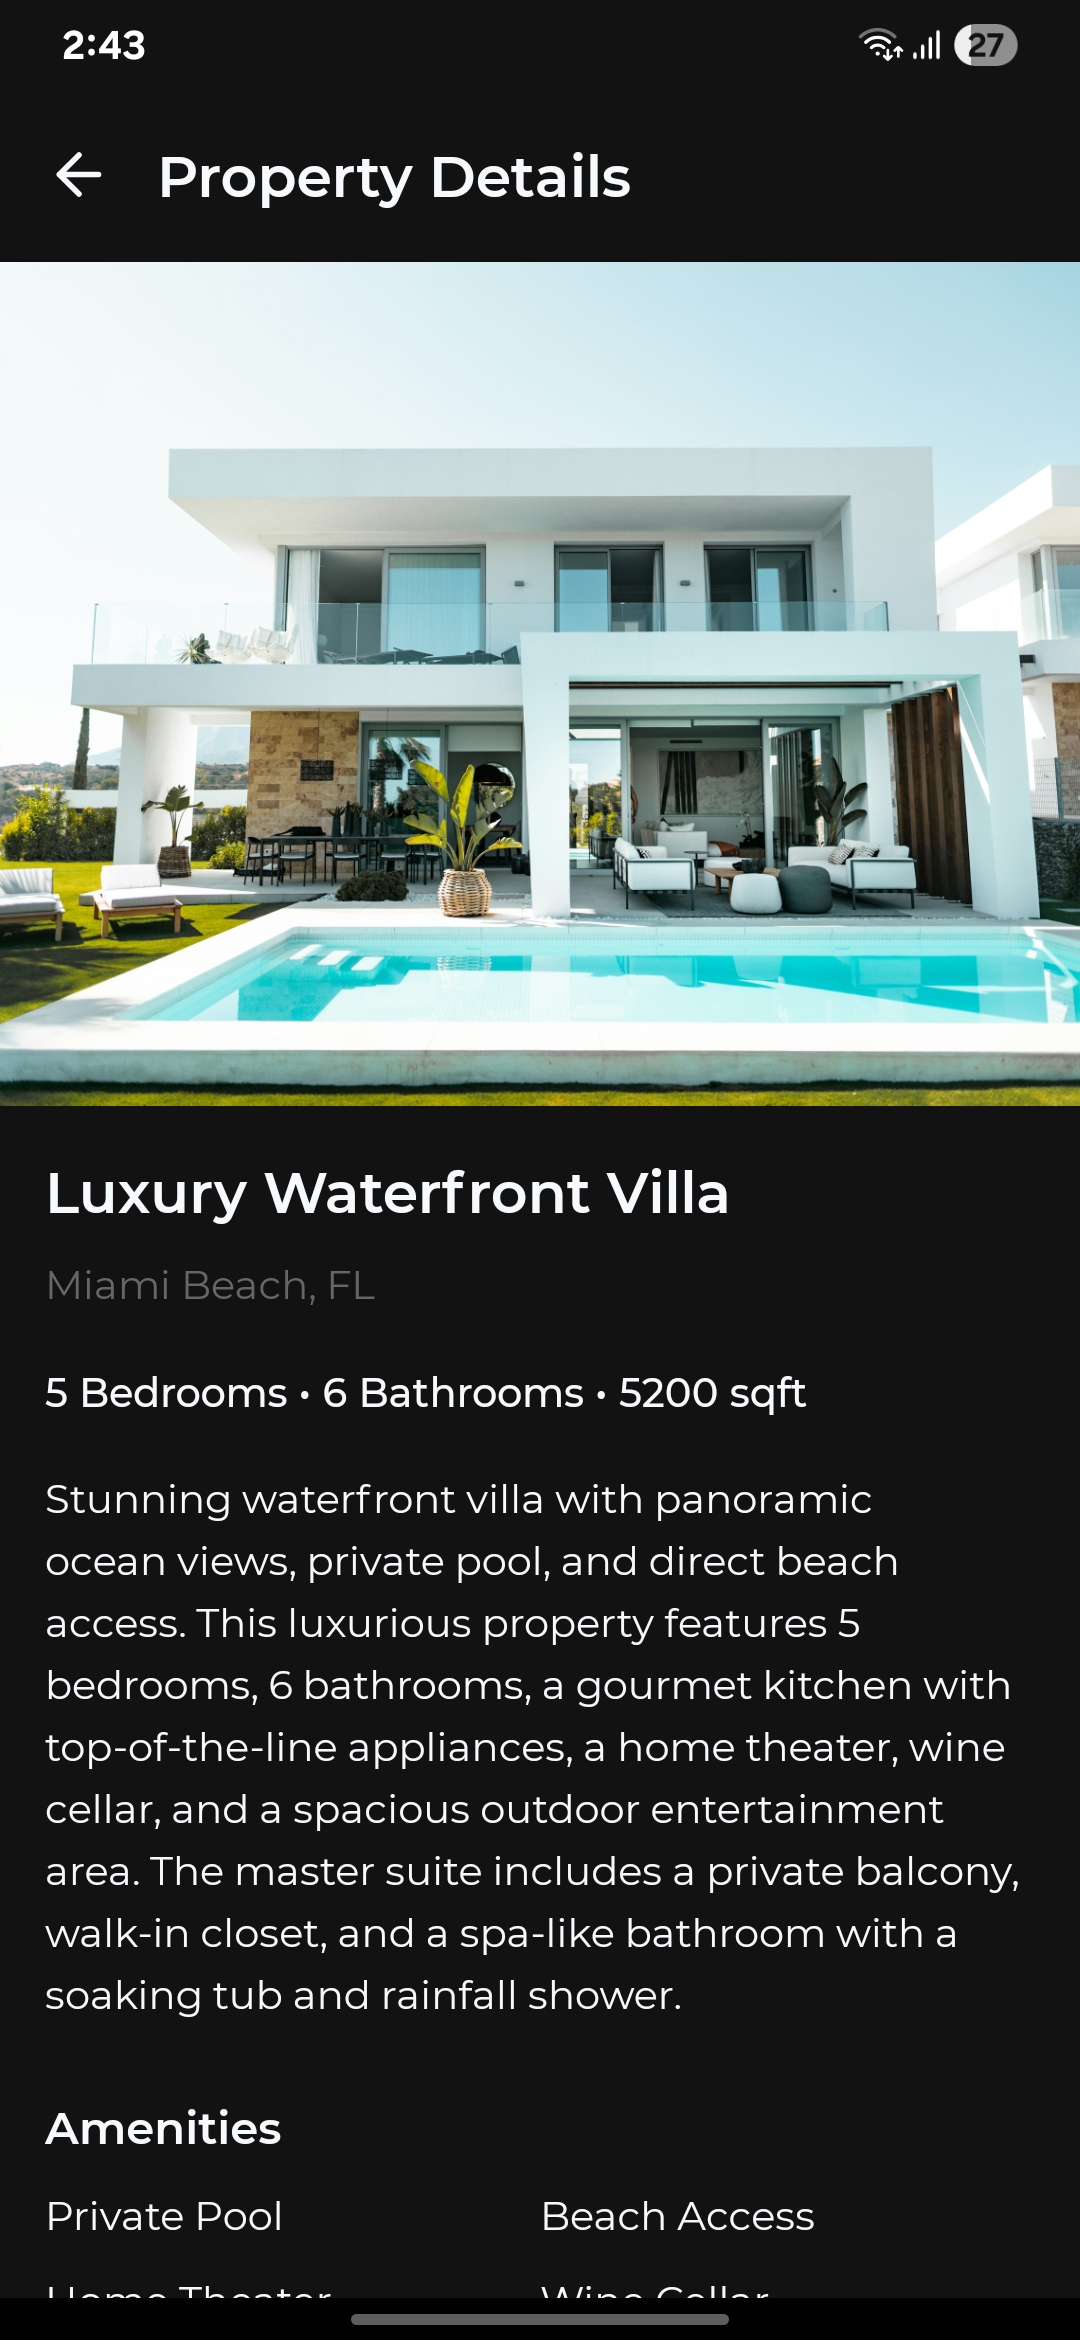 2:43
27
Property Details
Luxury Waterfront Villa
Miami Beach, FL
5 Bedrooms • 6 Bathrooms • 5200 sqft
Stunning waterfront villa with panoramic
ocean views, private pool, and direct beach
access. This luxurious property features 5
bedrooms, 6 bathrooms, a gourmet kitchen with
top-of-the-line appliances, a home theater, wine
cellar, and a spacious outdoor entertainment
area. The master suite includes a private balcony,
walk-in closet, and a spa-like bathroom with a
soaking tub and rainfall shower.
Amenities
Private Pool Beach Access
Home Theater Wine Cellar